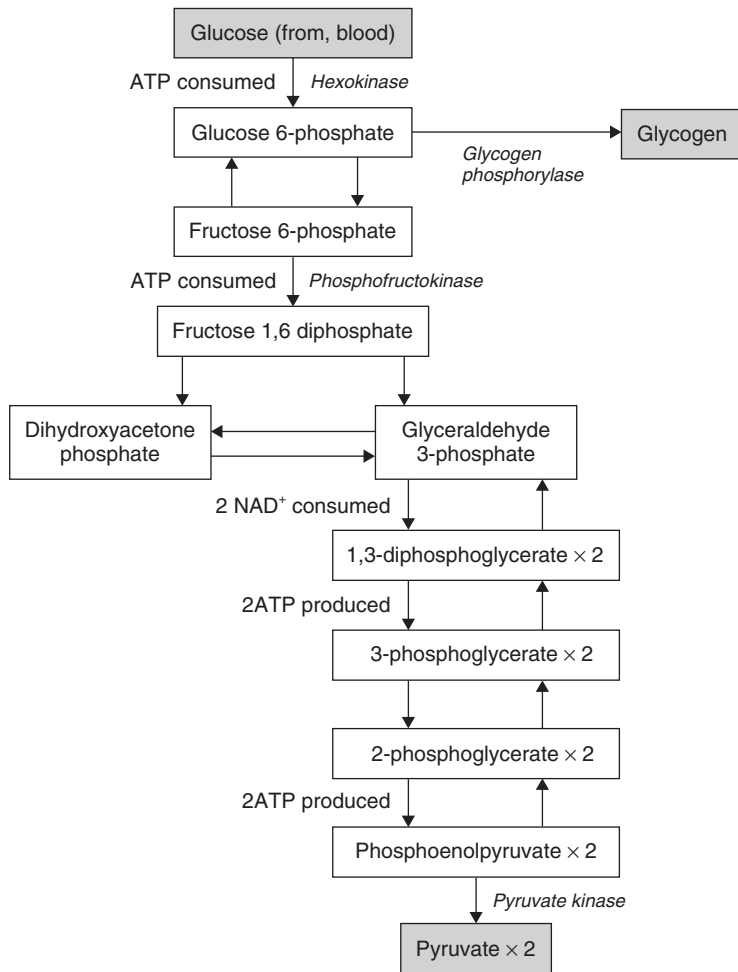 Glucose (from, blood)
ATP consumed
Hexokinase
Glucose 6-phosphate
Glycogen
Glycogen
phosphorylase
Fructose 6-phosphate
ATP consumed
Phosphofructokinase
Fructose 1,6 diphosphate
Dihydroxyacetone
phosphate
Glyceraldehyde
3-phosphate
2 NAD⁺ consumed
1,3-diphosphoglycerate × 2
2ATP produced
3-phosphoglycerate × 2
2-phosphoglycerate × 2
2ATP produced
Phosphoenolpyruvate × 2
Pyruvate kinase
Pyruvate × 2